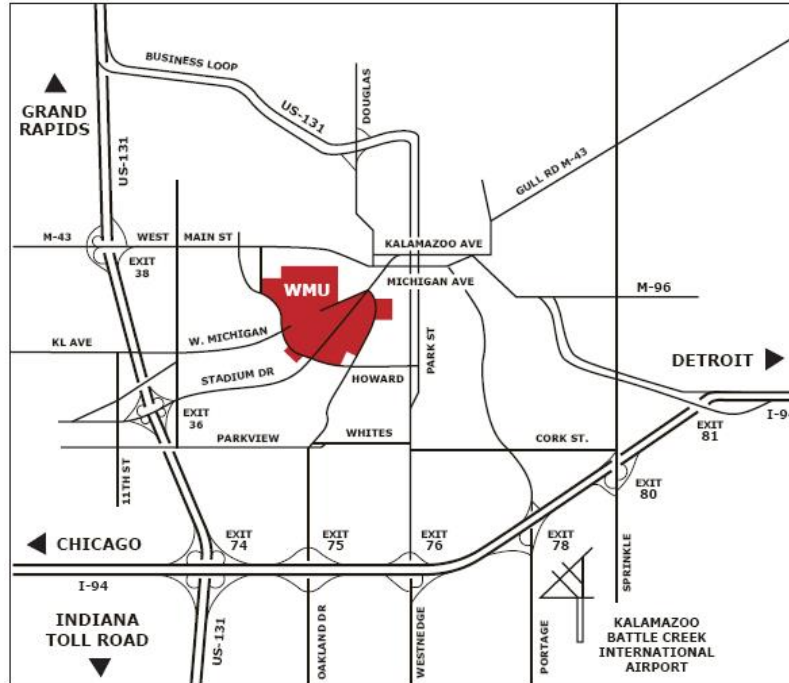 BUSINESS LOOP
US-131
DOUGLAS
GRAND
RAPIDS
US-131
GULL RD M-43
M-43
WEST
MAIN ST
KALAMAZOO AVE
EXIT
38
WMU
MICHIGAN AVE
M-96
KL AVE
W. MICHIGAN
PARK ST
DETROIT
STADIUM DR
HOWARD
I-94
EXIT
36
EXIT
81
PARKVIEW
WHITES
CORK ST.
11TH ST
EXIT
80
CHICAGO
EXIT
74
EXIT
75
EXIT
76
EXIT
78
I-94
SPRINKLE
INDIANA
TOLL ROAD
US-131
OAKLAND DR
WESTNEDGE
PORTAGE
KALAMAZOO
BATTLE CREEK
INTERNATIONAL
AIRPORT